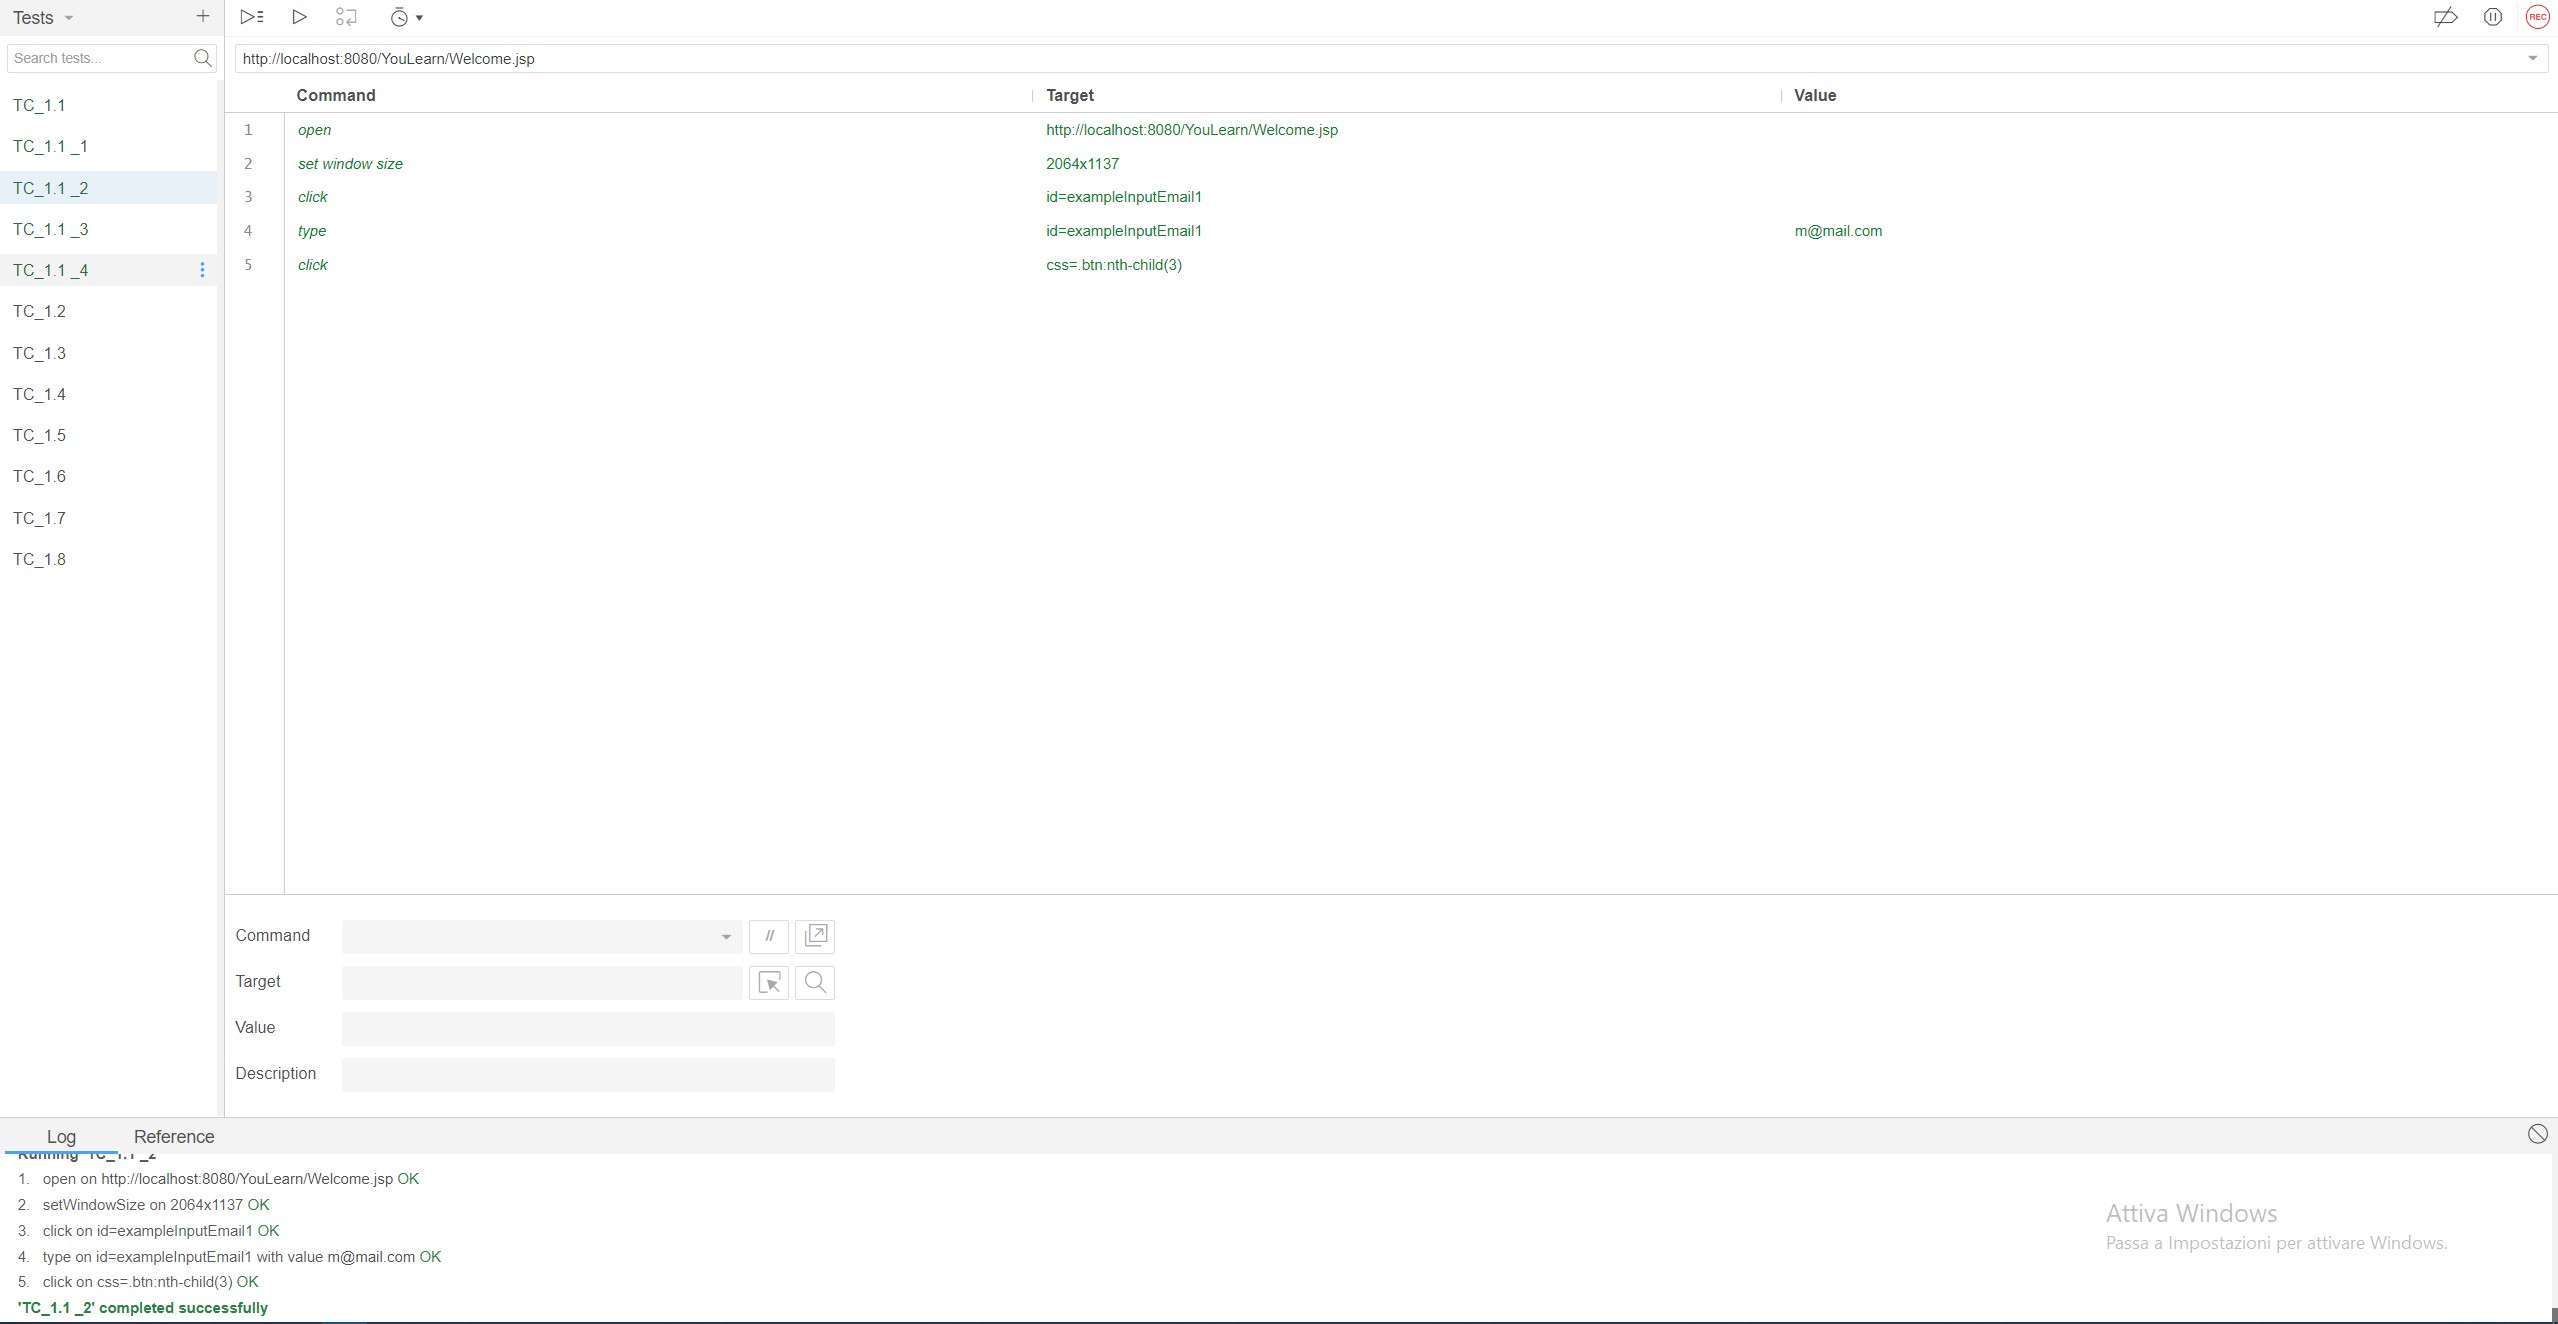 Tests
Search tests...
TC_1.1
TC_1.1 _1
TC_1.1 _2
TC_1.1 _3
TC_1.1 _4
TC_1.2
TC_1.3
TC_1.4
TC_1.5
TC_1.6
TC_1.7
TC_1.8
REC
http://localhost:8080/YouLearn/Welcome.jsp
Command Target Value
1 open http://localhost:8080/YouLearn/Welcome.jsp
2 set window size 2064x1137
3 click id=exampleInputEmail1
4 type id=exampleInputEmail1 m@mail.com
5 click css=.btn:nth-child(3)
Command //
Target
Value
Description
Log Reference
Running 'TC_1.1 _2'
1. open on http://localhost:8080/YouLearn/Welcome.jsp OK
2. setWindowSize on 2064x1137 OK
3. click on id=exampleInputEmail1 OK
4. type on id=exampleInputEmail1 with value m@mail.com OK
5. click on css=.btn:nth-child(3) OK
'TC_1.1 _2' completed successfully
Attiva Windows
Passa a Impostazioni per attivare Windows.